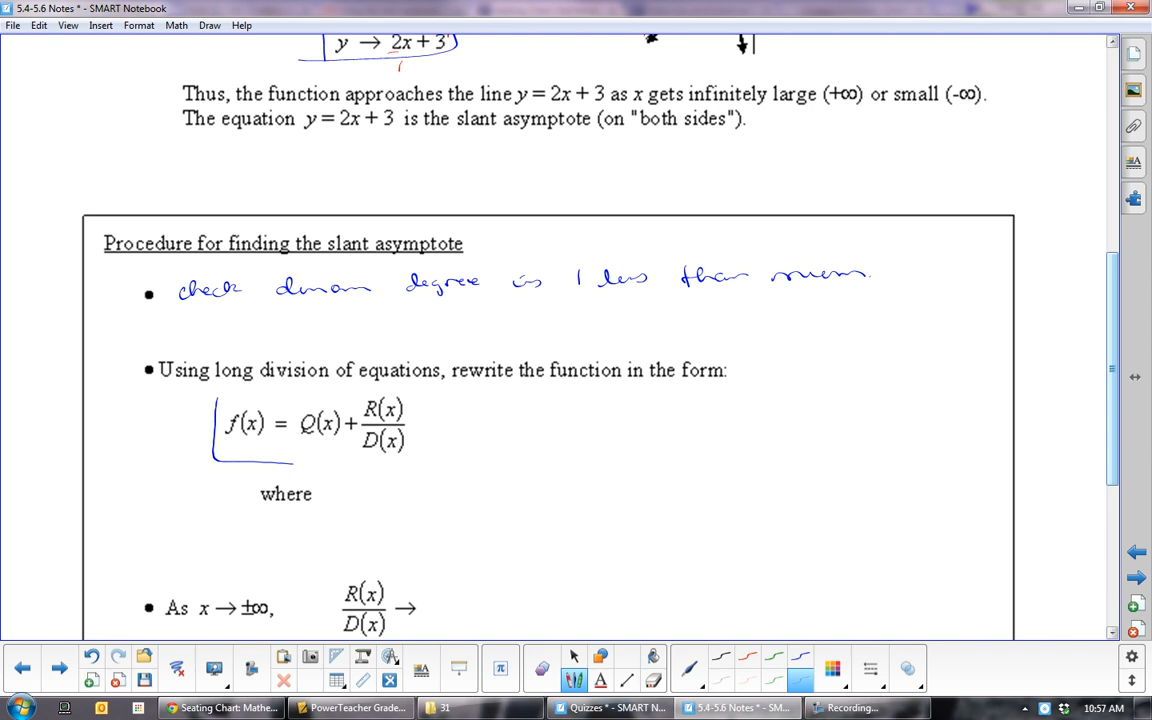 5.4-5.6 Notes * - SMART Notebook
File Edit View Insert Format Math Draw Help
y → 2x + 3
Thus, the function approaches the line y = 2x + 3 as x gets infinitely large (+∞) or small (-∞).
The equation y = 2x + 3 is the slant asymptote (on "both sides").
Procedure for finding the slant asymptote
• check denom degree is 1 less than num.
• Using long division of equations, rewrite the function in the form:
f(x) = Q(x) + R(x)/D(x)
where
• As x → ±∞, R(x)/D(x) →
Seating Chart: Mathe... PowerTeacher Grade... 31 Quizzes * - SMART N... 5.4-5.6 Notes * - SM... Recording... 10:57 AM